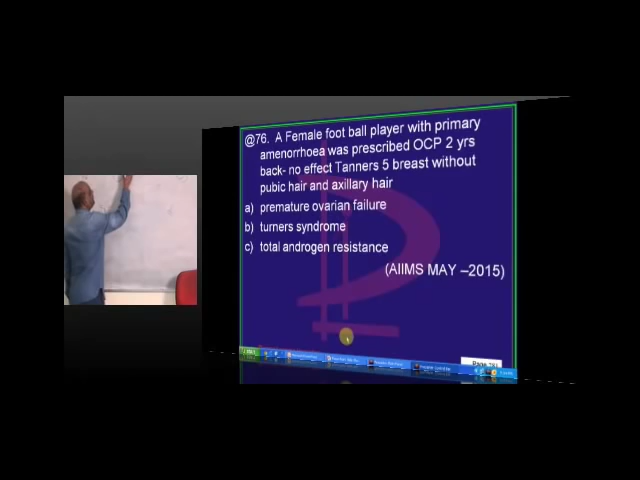 @76. A Female foot ball player with primary
amenorrhoea was prescribed OCP 2 yrs
back- no effect Tanners 5 breast without
pubic hair and axillary hair
a) premature ovarian failure
b) turners syndrome
c) total androgen resistance
(AIIMS MAY –2015)
Page